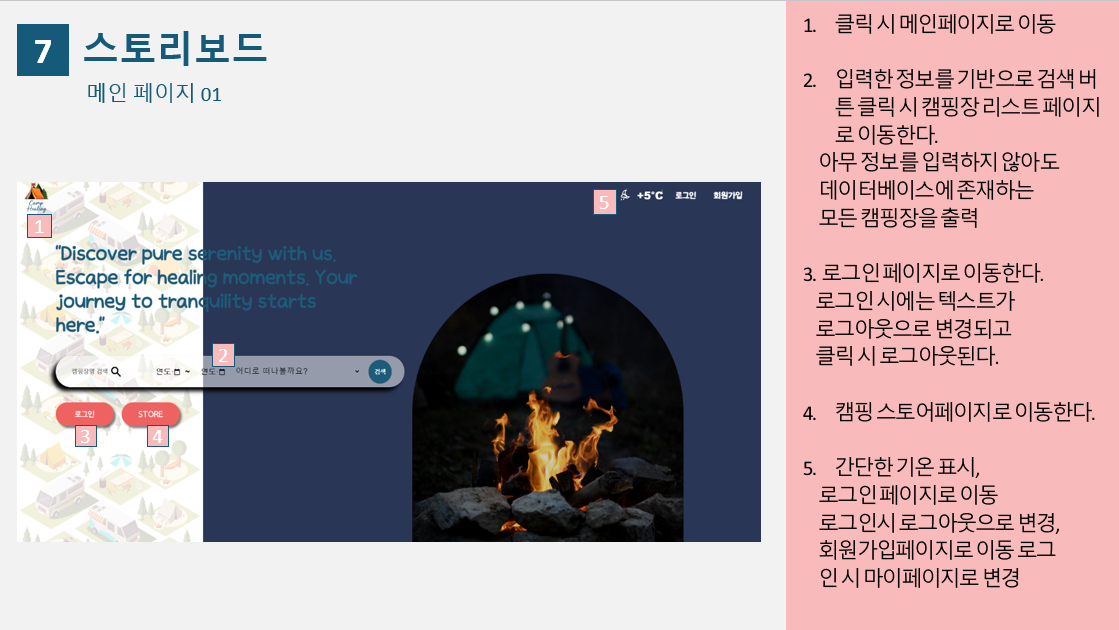 7 스토리보드
메인 페이지 01
Camp
Healing
1
5 +5°C 로그인 회원가입
"Discover pure serenity with us.
Escape for healing moments. Your
journey to tranquility starts
here."
2
캠핑장명 검색 연도 ~ 연도 어디로 떠나볼까요? 검색
로그인 STORE
3 4
1. 클릭 시 메인페이지로 이동
2. 입력한 정보를 기반으로 검색 버
튼 클릭 시 캠핑장 리스트 페이지
로 이동한다.
아무 정보를 입력하지 않아도
데이터베이스에 존재하는
모든 캠핑장을 출력
3. 로그인 페이지로 이동한다.
로그인 시에는 텍스트가
로그아웃으로 변경되고
클릭 시 로그아웃된다.
4. 캠핑 스토어페이지로 이동한다.
5. 간단한 기온 표시,
로그인 페이지로 이동
로그인시 로그아웃으로 변경,
회원가입페이지로 이동 로그
인 시 마이페이지로 변경